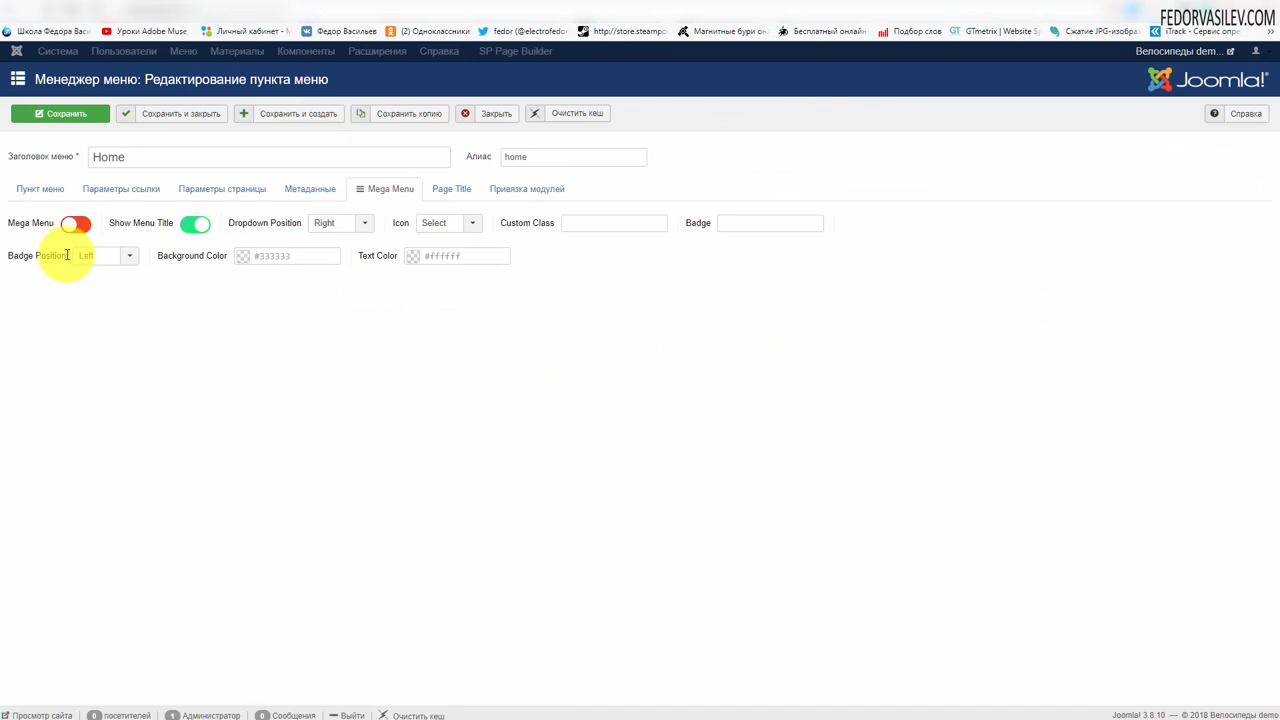 FEDORVASILEV.COM
Школа Федора Васи Уроки Adobe Muse, Личный кабинет - М Федор Васильев (2) Одноклассники fedor (@electrofedor http://store.steampo Магнитные бури он Бесплатный онлайн Подбор слов GTmetrix | Website S Сжатие JPG-изобра iTrack - Сервис опре »
Система Пользователи Меню Материалы Компоненты Расширения Справка SP Page Builder Велосипеды dem...
Менеджер меню: Редактирование пункта меню Joomla!®
Сохранить Сохранить и закрыть Сохранить и создать Сохранить копию Закрыть Очистить кеш Справка
Заголовок меню * Home Алиас home
Пункт меню Параметры ссылки Параметры страницы Метаданные Mega Menu Page Title Привязка модулей
Mega Menu Show Menu Title Dropdown Position Right Icon Select Custom Class Badge
Badge Position Left Background Color #333333 Text Color #ffffff
Просмотр сайта 0 посетителей 1 Администратор 0 Сообщения Выйти Очистить кеш Joomla! 3.8.10 — © 2018 Велосипеды demo